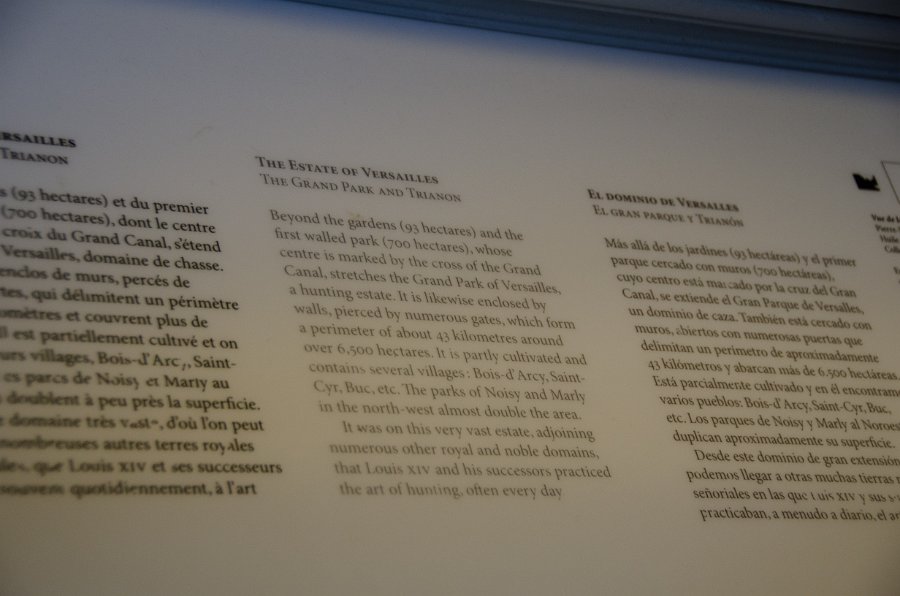 RSAILLES
TRIANON
s (93 hectares) et du premier
(700 hectares), dont le centre
croix du Grand Canal, s'étend
Versailles, domaine de chasse.
enclos de murs, percés de
tes, qui délimitent un périmètre
omètres et couvrent plus de
Il est partiellement cultivé et on
urs villages, Bois-d'Arcy, Saint-
es parcs de Noisy et Marly au
doublent à peu près la superficie.
domaine très vaste, d'où l'on peut
nombreuses autres terres royales
que Louis XIV et ses successeurs
souvent quotidiennement, à l'art
THE ESTATE OF VERSAILLES
THE GRAND PARK AND TRIANON
Beyond the gardens (93 hectares) and the
first walled park (700 hectares), whose
centre is marked by the cross of the Grand
Canal, stretches the Grand Park of Versailles,
a hunting estate. It is likewise enclosed by
walls, pierced by numerous gates, which form
a perimeter of about 43 kilometres around
over 6,500 hectares. It is partly cultivated and
contains several villages: Bois-d'Arcy, Saint-
Cyr, Buc, etc. The parks of Noisy and Marly
in the north-west almost double the area.
It was on this very vast estate, adjoining
numerous other royal and noble domains,
that Louis XIV and his successors practiced
the art of hunting, often every day
EL DOMINIO DE VERSALLES
EL GRAN PARQUE Y TRIANÓN
Más allá de los jardines (93 hectáreas) y el primer
parque cercado con muros (700 hectáreas),
cuyo centro está marcado por la cruz del Gran
Canal, se extiende el Gran Parque de Versalles,
un dominio de caza. También está cercado con
muros, abiertos con numerosas puertas que
delimitan un perímetro de aproximadamente
43 kilómetros y abarcan más de 6,500 hectáreas.
Está parcialmente cultivado y en él encontramo
varios pueblos: Bois-d'Arcy, Saint-Cyr, Buc,
etc. Los parques de Noisy y Marly al Noroes
duplican aproximadamente su superficie.
Desde este dominio de gran extensión
podemos llegar a otras muchas tierras
señoriales en las que Luis XIV y sus s
practicaban, a menudo a diario, el a
Vue de l
Pierre
Huile